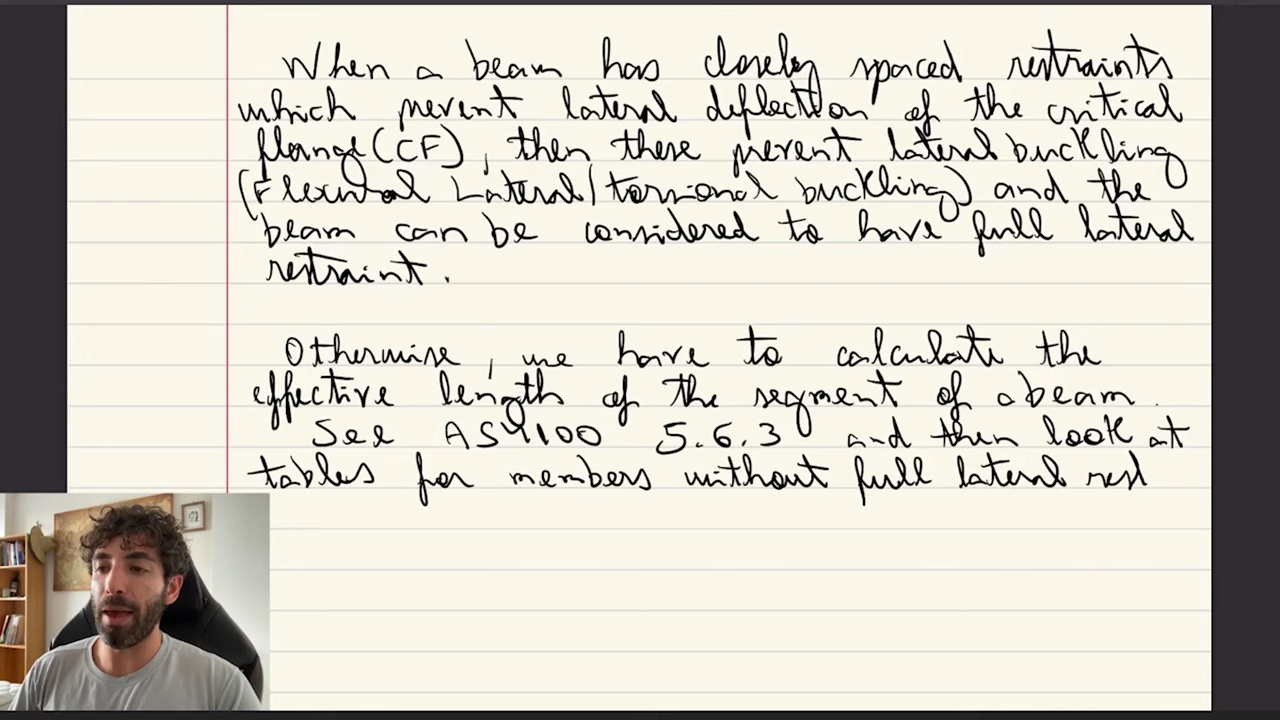 When a beam has closely spaced restraints
which prevent lateral deflection of the critical
flange (CF), then these prevent lateral buckling
(Flexural Lateral/torsional buckling) and the
beam can be considered to have full lateral
restraint.
Otherwise, we have to calculate the
effective length of the segment of a beam.
See AS4100 5.6.3 and then look at
tables for members without full lateral rest